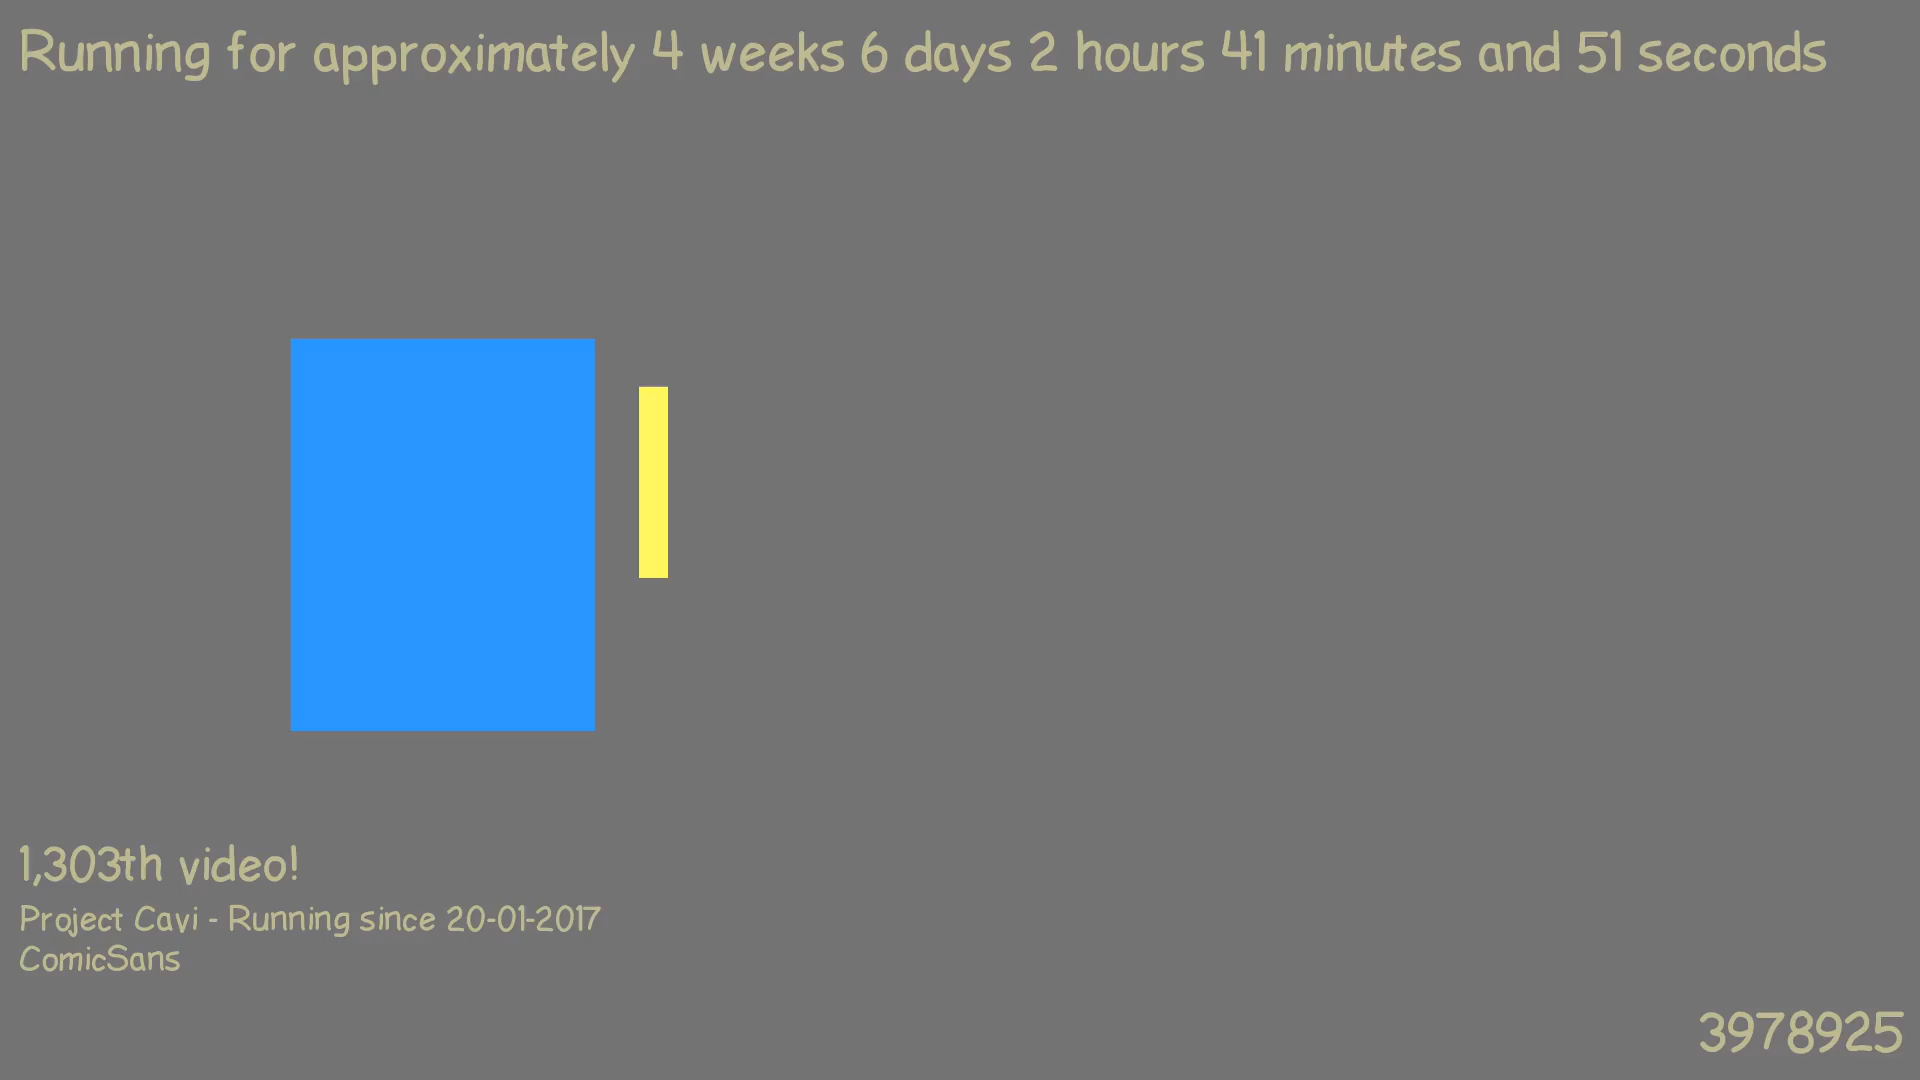 Running for approximately 4 weeks 6 days 2 hours 41 minutes and 51 seconds
1,303th video!
Project Cavi - Running since 20-01-2017
ComicSans
3978925